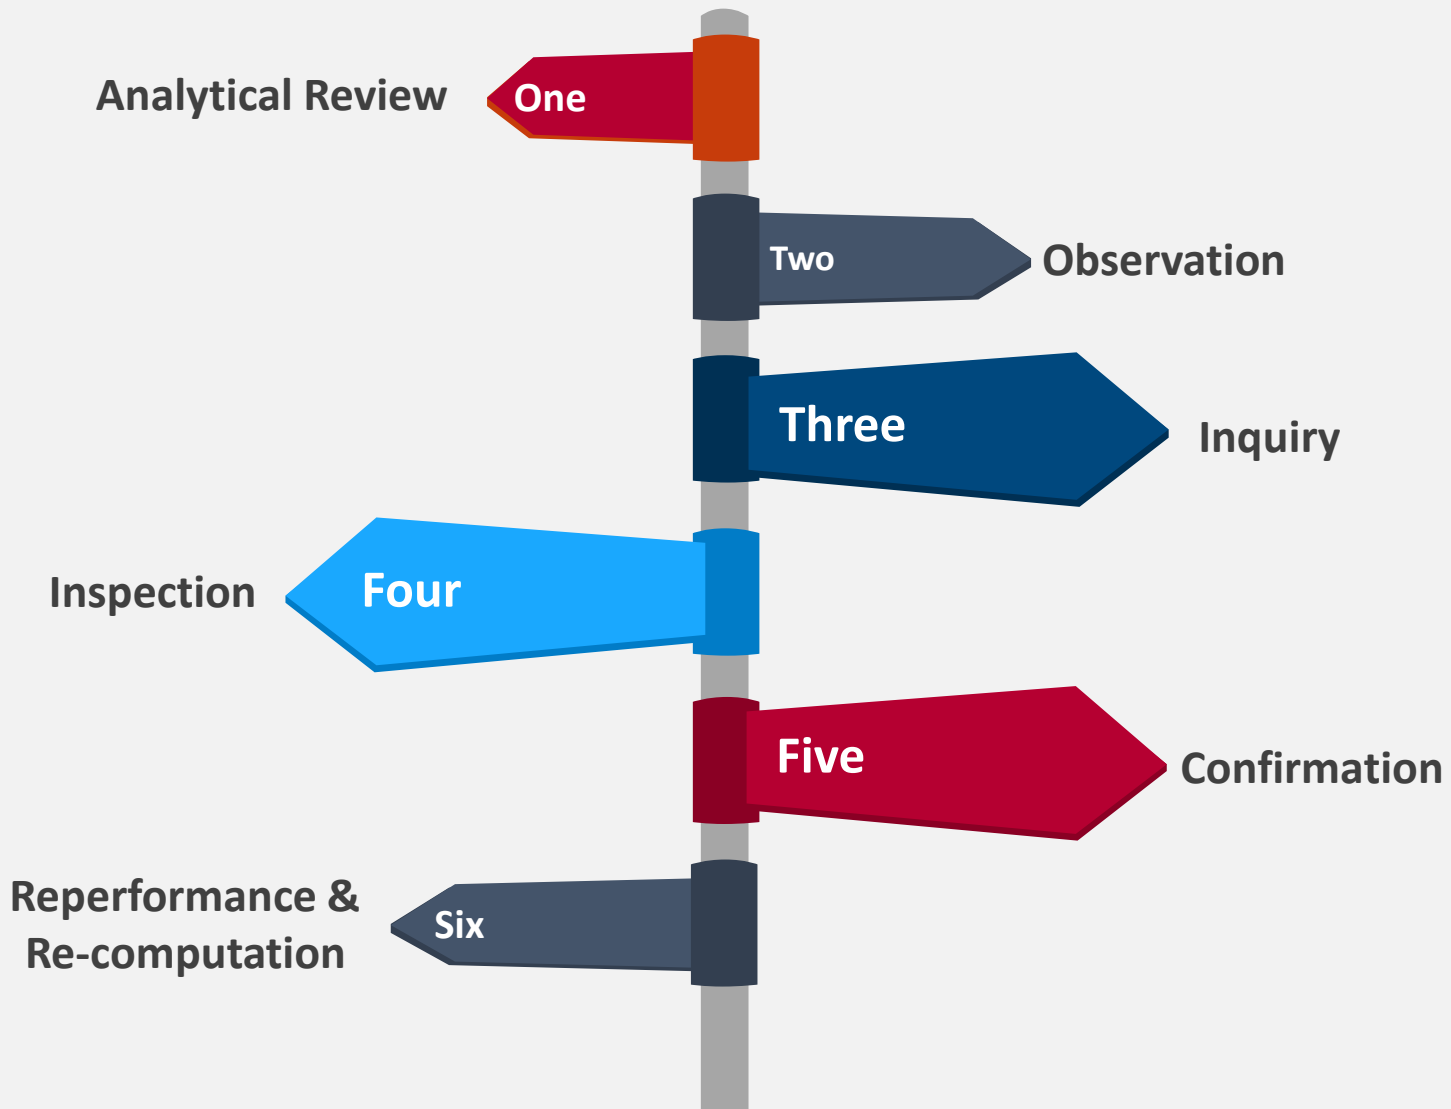 Analytical Review
One
Two
Observation
Three
Inquiry
Inspection
Four
Five
Confirmation
Reperformance &
Re-computation
Six